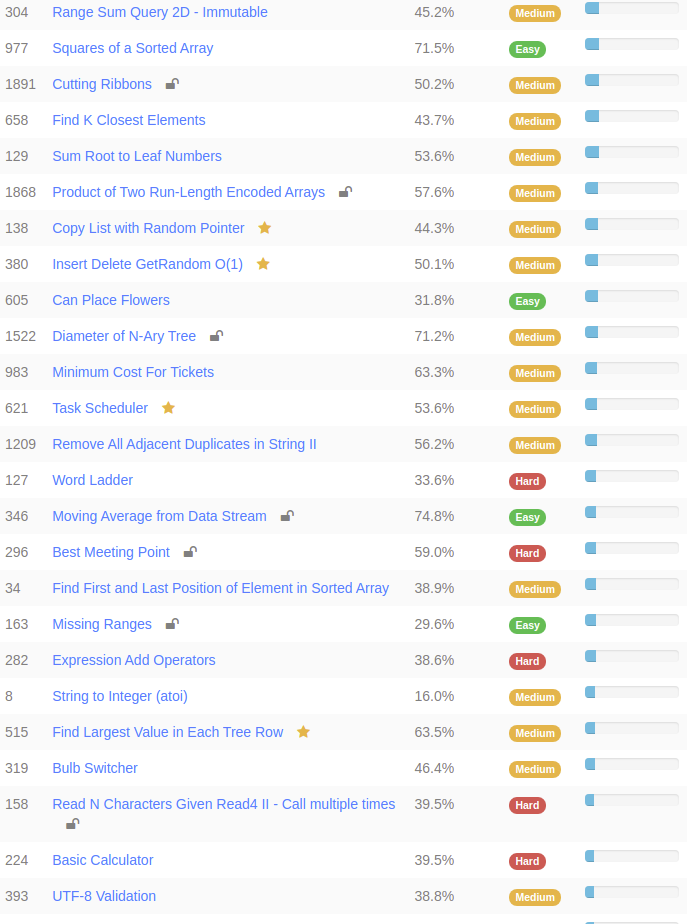 304 Range Sum Query 2D - Immutable 45.2% Medium
977 Squares of a Sorted Array 71.5% Easy
1891 Cutting Ribbons 50.2% Medium
658 Find K Closest Elements 43.7% Medium
129 Sum Root to Leaf Numbers 53.6% Medium
1868 Product of Two Run-Length Encoded Arrays 57.6% Medium
138 Copy List with Random Pointer 44.3% Medium
380 Insert Delete GetRandom O(1) 50.1% Medium
605 Can Place Flowers 31.8% Easy
1522 Diameter of N-Ary Tree 71.2% Medium
983 Minimum Cost For Tickets 63.3% Medium
621 Task Scheduler 53.6% Medium
1209 Remove All Adjacent Duplicates in String II 56.2% Medium
127 Word Ladder 33.6% Hard
346 Moving Average from Data Stream 74.8% Easy
296 Best Meeting Point 59.0% Hard
34 Find First and Last Position of Element in Sorted Array 38.9% Medium
163 Missing Ranges 29.6% Easy
282 Expression Add Operators 38.6% Hard
8 String to Integer (atoi) 16.0% Medium
515 Find Largest Value in Each Tree Row 63.5% Medium
319 Bulb Switcher 46.4% Medium
158 Read N Characters Given Read4 II - Call multiple times 39.5% Hard
224 Basic Calculator 39.5% Hard
393 UTF-8 Validation 38.8% Medium